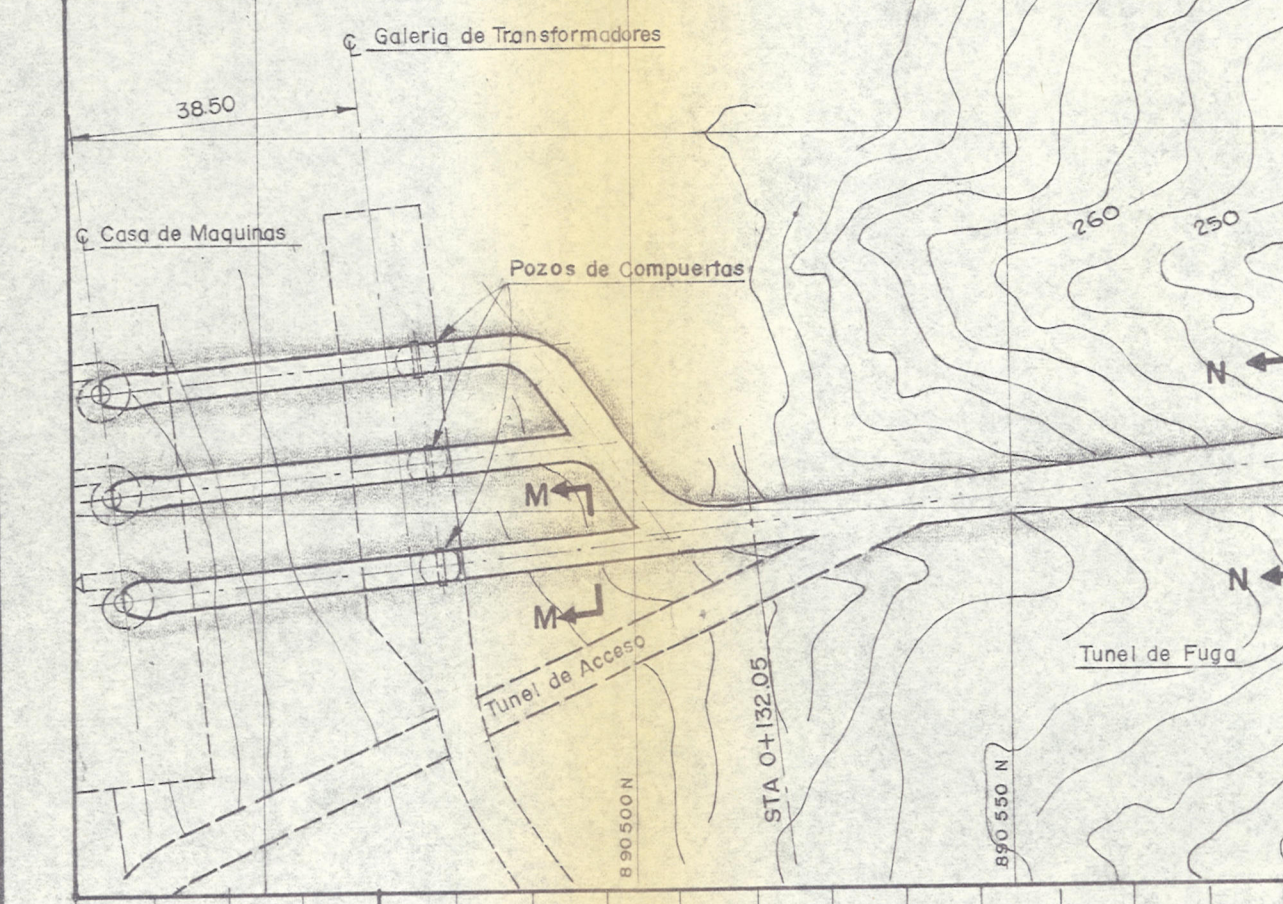 ℄ Galeria de Transformadores
38.50
℄ Casa de Maquinas
260
250
Pozos de Compuertas
N
M
N
M
Tunel de Acceso
Tunel de Fuga
STA 0+132.05
890500 N
890 550 N